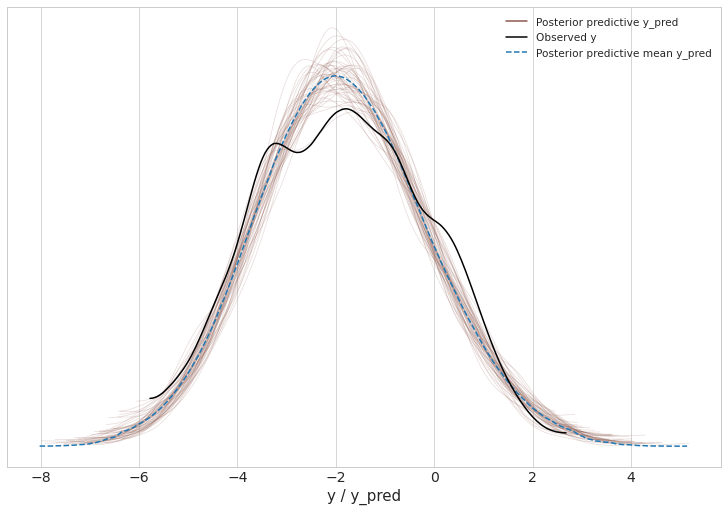 Posterior predictive y_pred
Observed y
Posterior predictive mean y_pred
−8 −6 −4 −2 0 2 4
y / y_pred